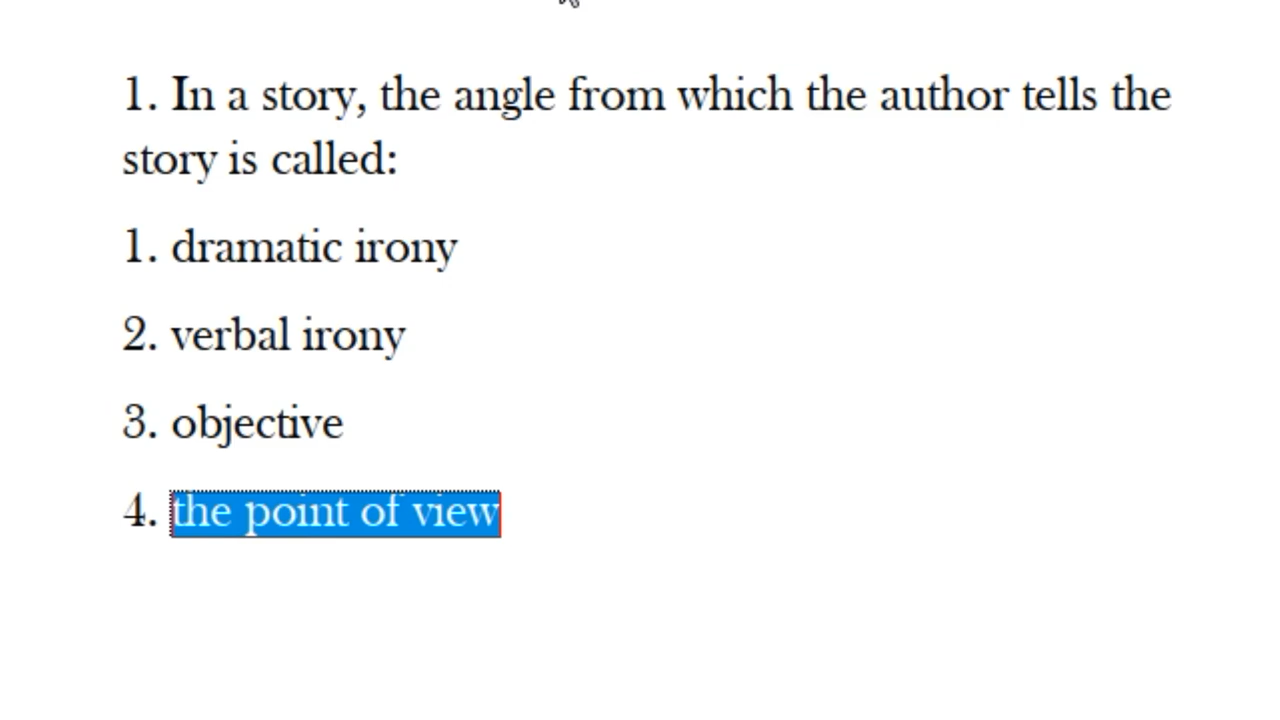 1. In a story, the angle from which the author tells the
story is called:
1. dramatic irony
2. verbal irony
3. objective
4. the point of view